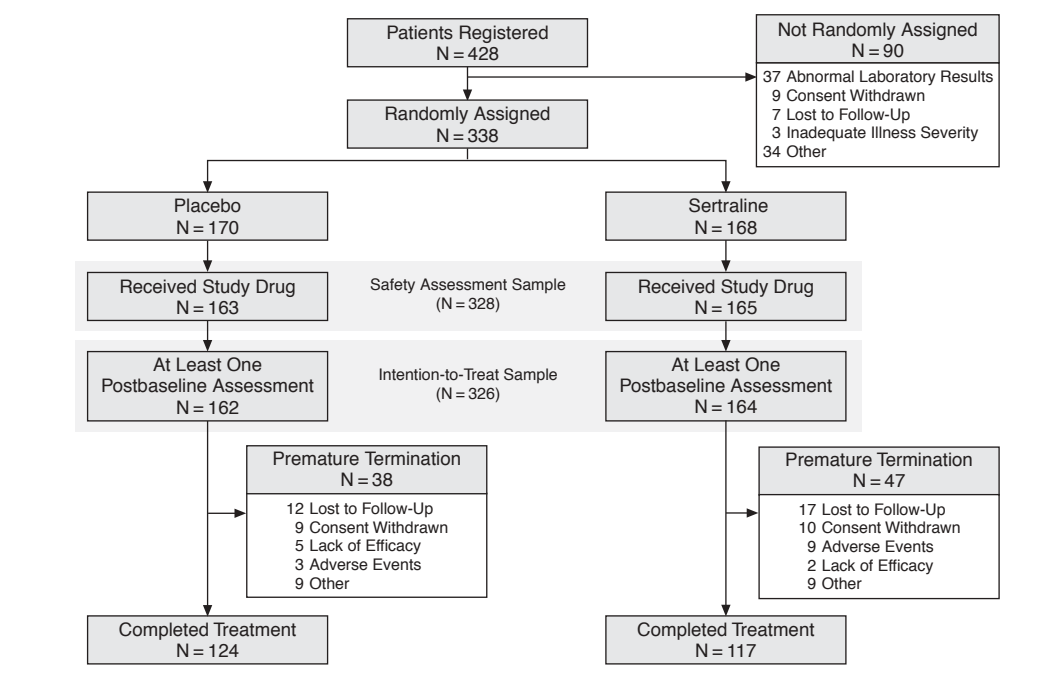 Patients Registered
N = 428
Not Randomly Assigned
N = 90
37 Abnormal Laboratory Results
9 Consent Withdrawn
7 Lost to Follow-Up
3 Inadequate Illness Severity
34 Other
Randomly Assigned
N = 338
Placebo
N = 170
Sertraline
N = 168
Received Study Drug
N = 163
Safety Assessment Sample
(N = 328)
Received Study Drug
N = 165
At Least One
Postbaseline Assessment
N = 162
Intention-to-Treat Sample
(N = 326)
At Least One
Postbaseline Assessment
N = 164
Premature Termination
N = 38
12 Lost to Follow-Up
9 Consent Withdrawn
5 Lack of Efficacy
3 Adverse Events
9 Other
Premature Termination
N = 47
17 Lost to Follow-Up
10 Consent Withdrawn
9 Adverse Events
2 Lack of Efficacy
9 Other
Completed Treatment
N = 124
Completed Treatment
N = 117